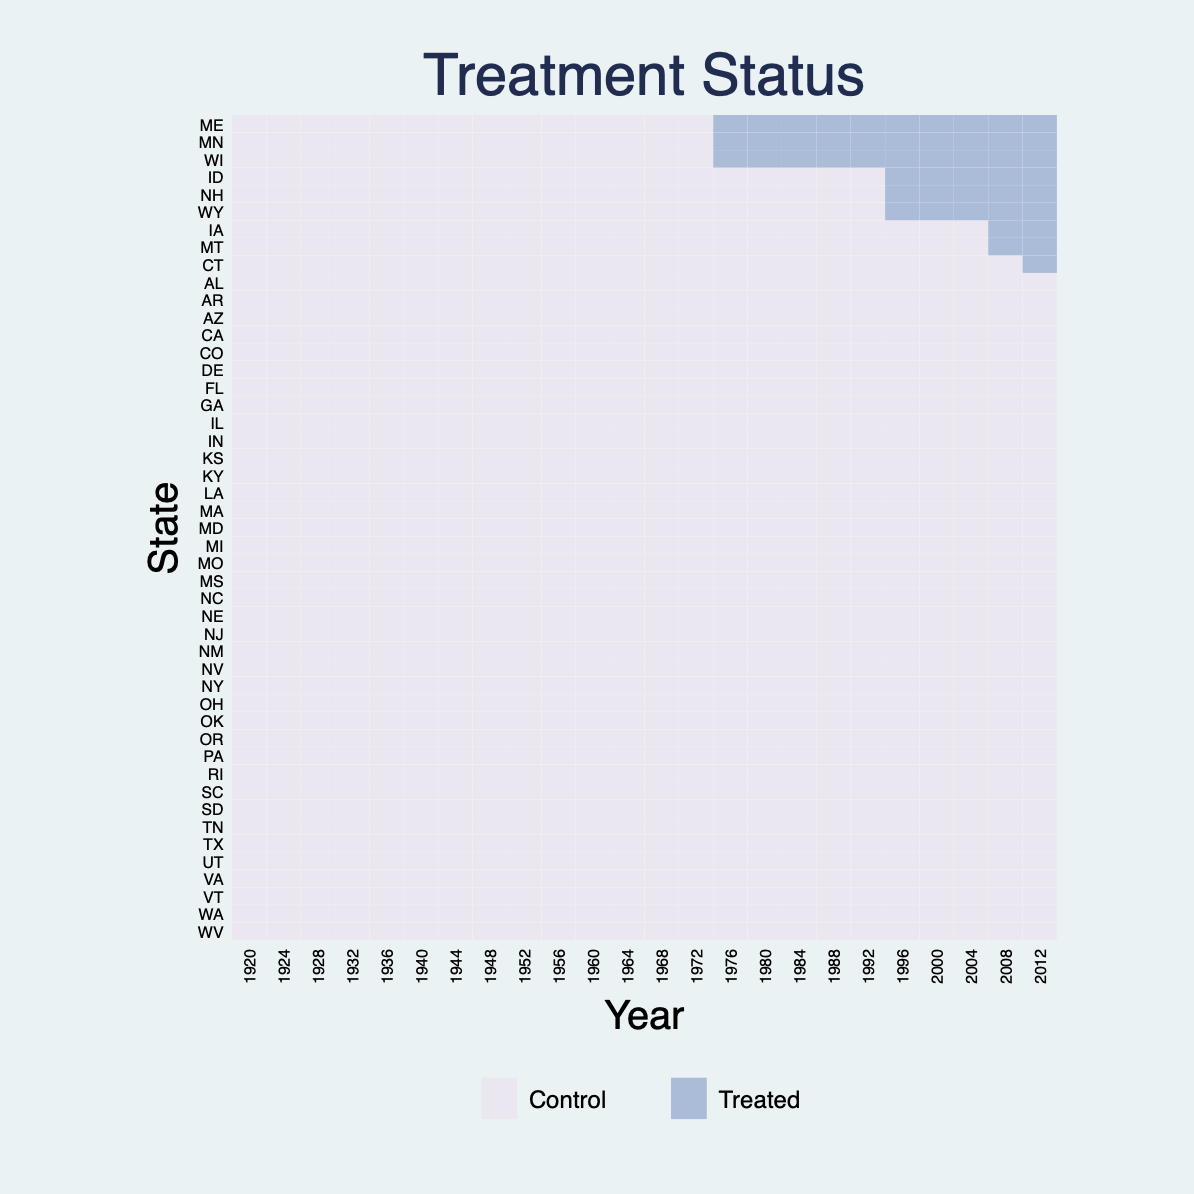 Treatment Status
ME
MN
WI
ID
NH
WY
IA
MT
CT
AL
AR
AZ
CA
CO
DE
FL
GA
IL
IN
KS
KY
LA
MA
MD
MI
MO
MS
NC
NE
NJ
NM
NV
NY
OH
OK
OR
PA
RI
SC
SD
TN
TX
UT
VA
VT
WA
WV
State
1920 1924 1928 1932 1936 1940 1944 1948 1952 1956 1960 1964 1968 1972 1976 1980 1984 1988 1992 1996 2000 2004 2008 2012
Year
Control Treated